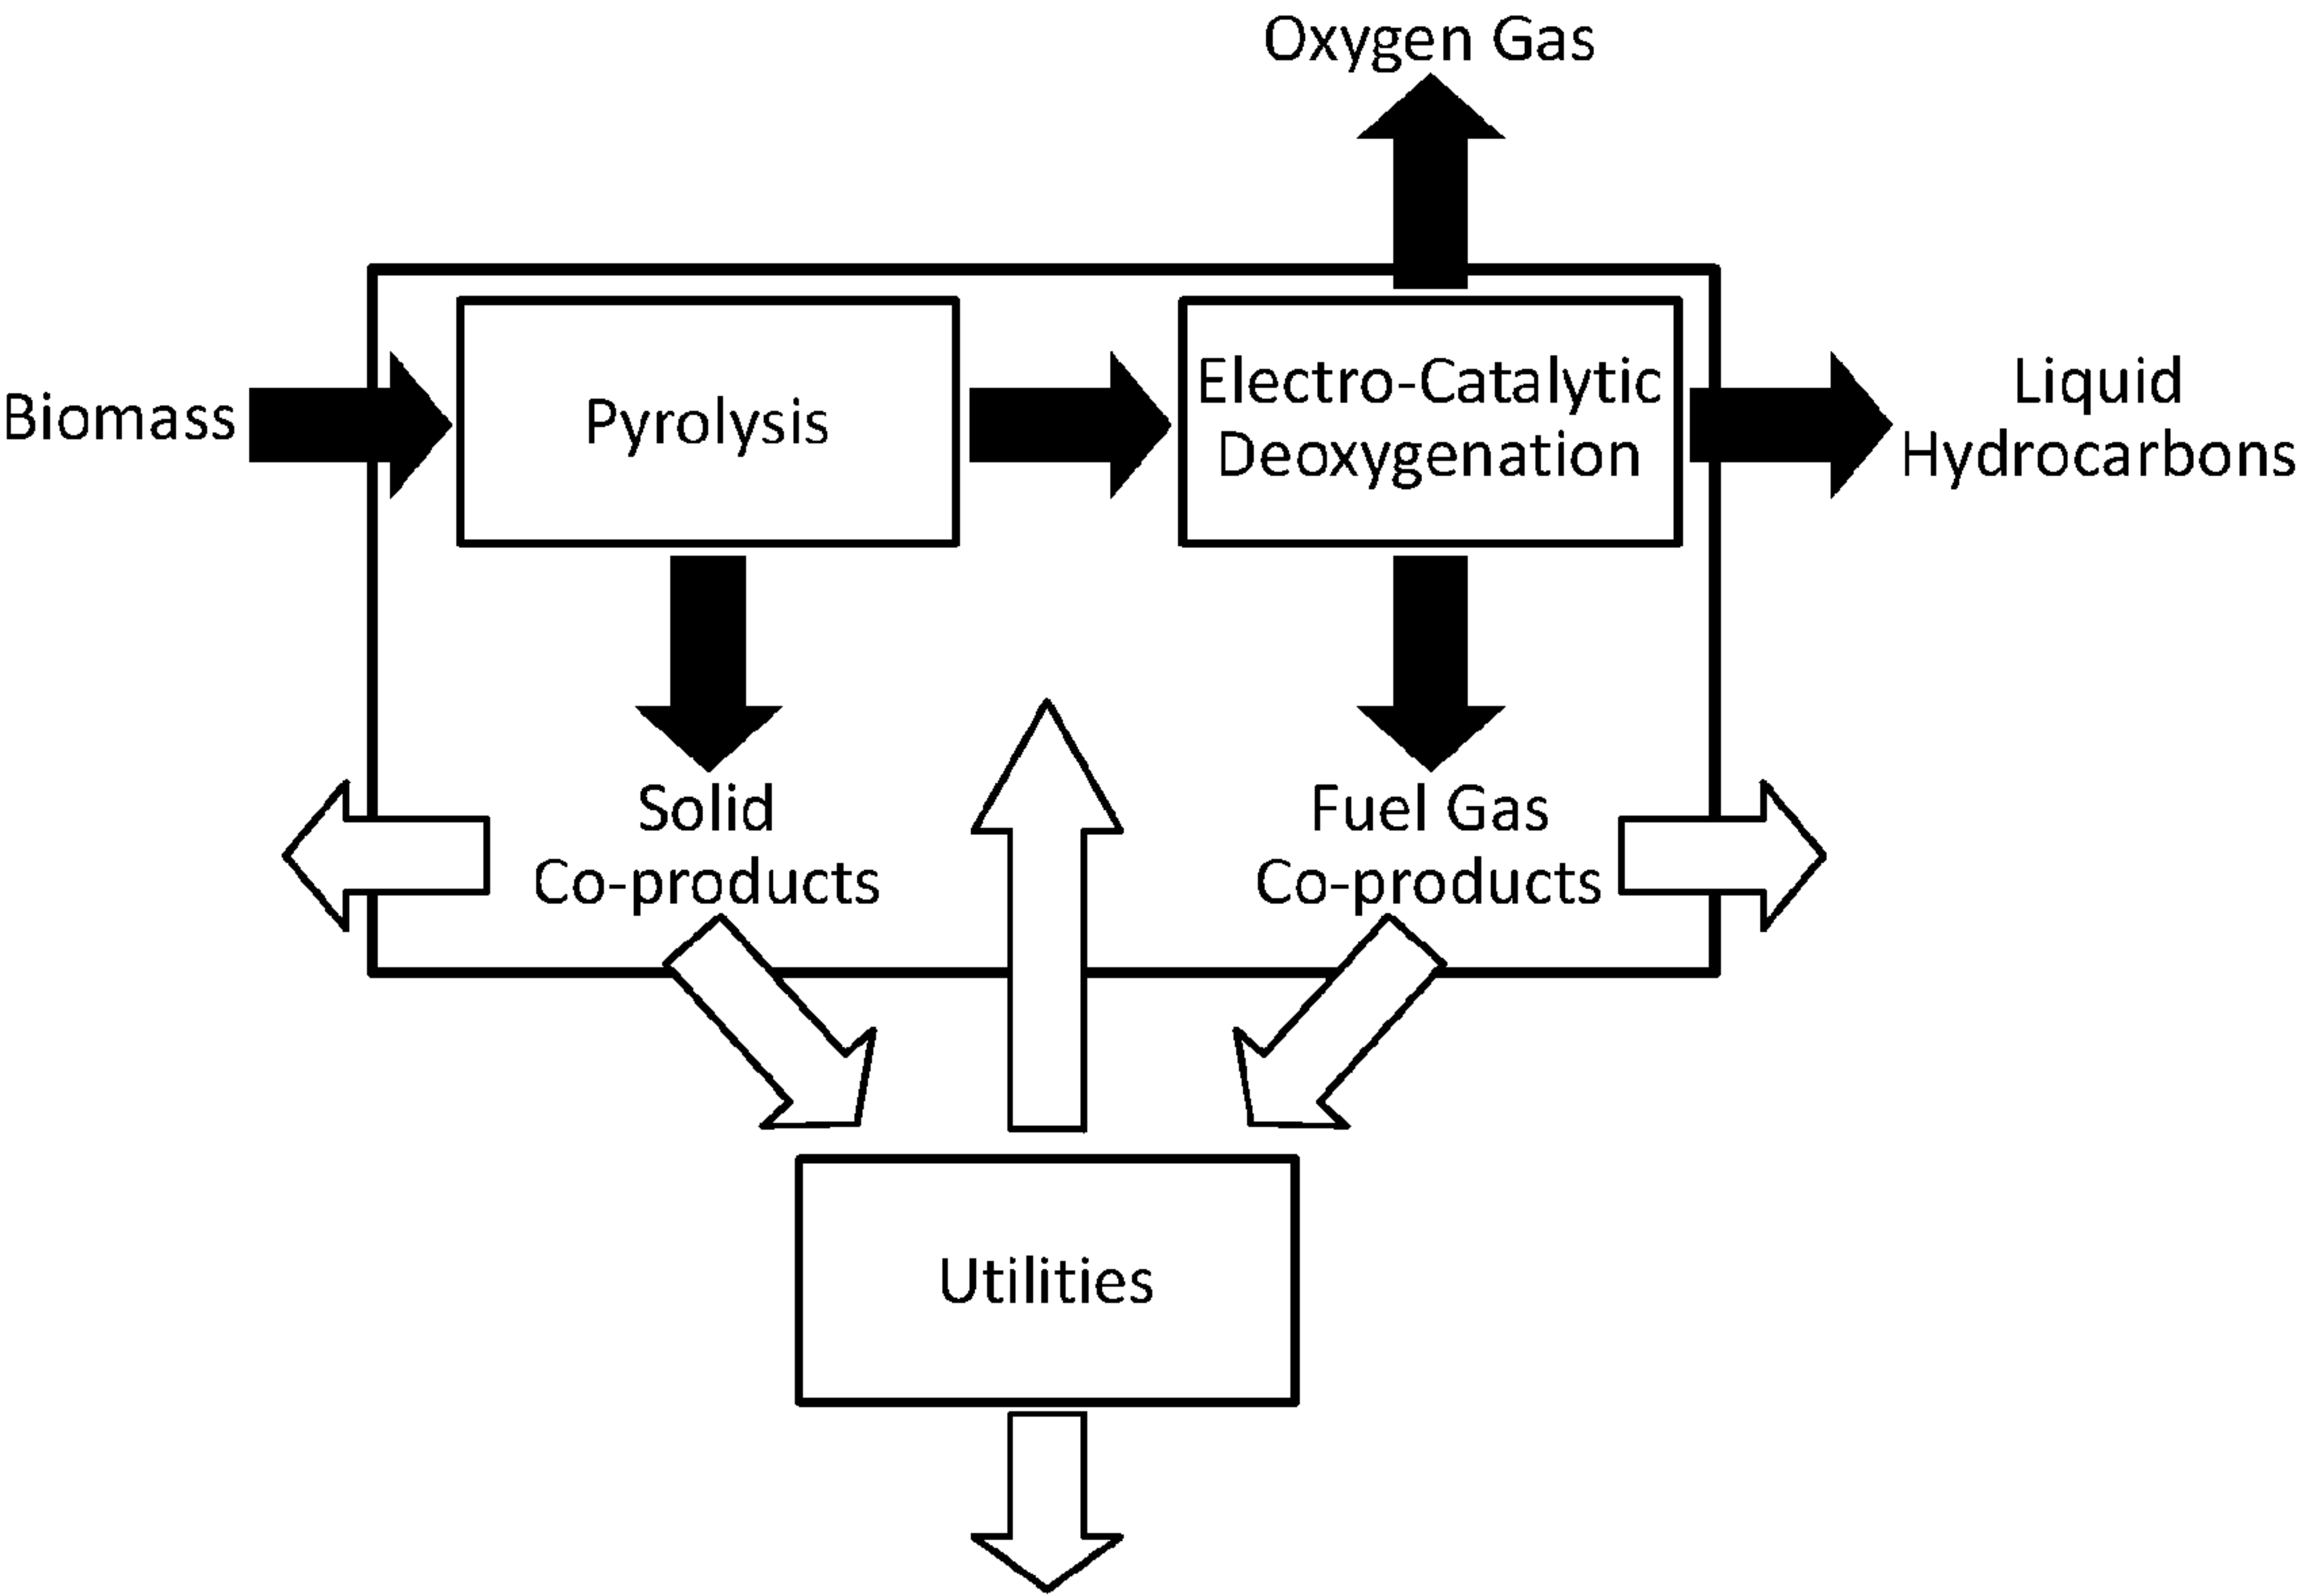 Oxygen Gas
Biomass
Pyrolysis
Electro-Catalytic
Deoxygenation
Liquid
Hydrocarbons
Solid
Co-products
Fuel Gas
Co-products
Utilities